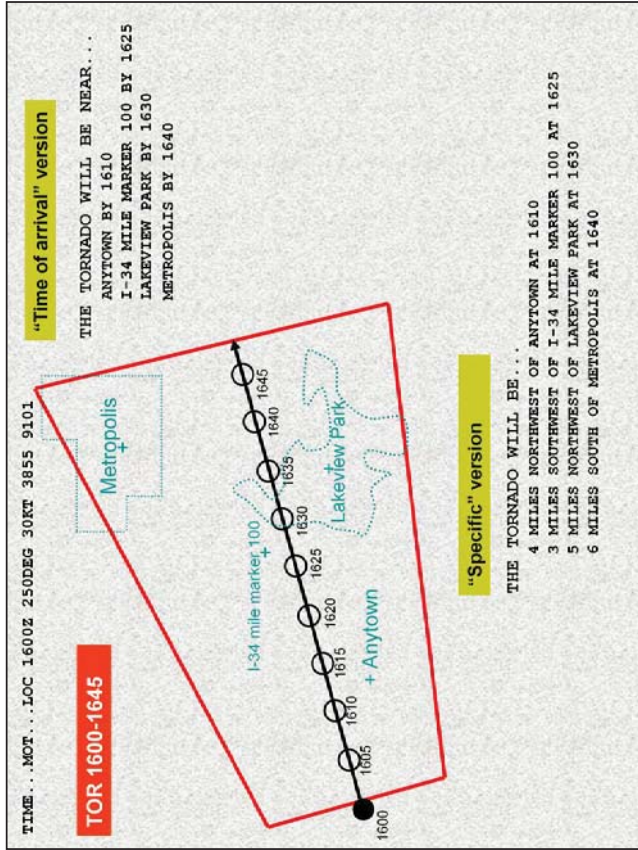 TIME...MOT...LOC 1600Z 250DEG 30KT 3855 9101
TOR 1600-1645
"Time of arrival" version
THE TORNADO WILL BE NEAR...
ANYTOWN BY 1610
I-34 MILE MARKER 100 BY 1625
LAKEVIEW PARK BY 1630
METROPOLIS BY 1640
Metropolis
I-34 mile marker 100
Lakeview Park
Anytown
1600
1605
1610
1615
1620
1625
1630
1635
1640
1645
"Specific" version
THE TORNADO WILL BE...
4 MILES NORTHWEST OF ANYTOWN AT 1610
3 MILES SOUTHWEST OF I-34 MILE MARKER 100 AT 1625
5 MILES NORTHWEST OF LAKEVIEW PARK AT 1630
6 MILES SOUTH OF METROPOLIS AT 1640